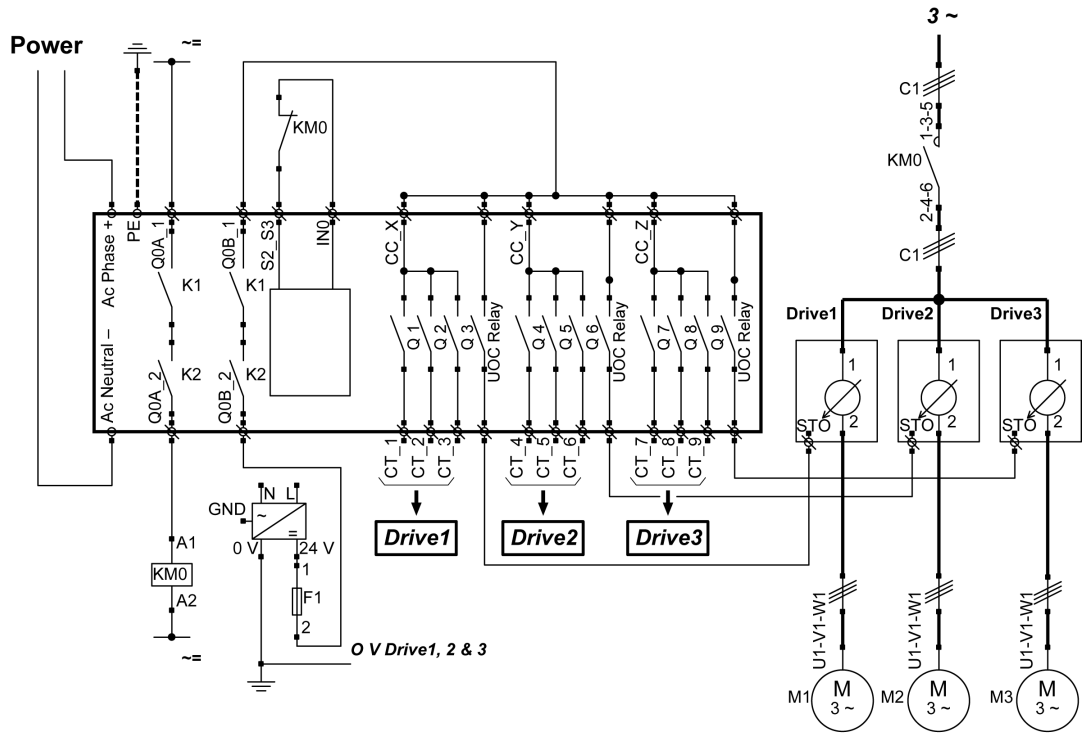 3 ~
Power
~=
C1
1-3-5
KM0
KM0
2-4-6
C1
Ac Phase +
PE
Q0A_1
Q0B_1
S2_S3
IN0
CC_X
CC_Y
CC_Z
K1
K1
Q 1
Q 2
Q 3
UOC Relay
Q 4
Q 5
Q 6
UOC Relay
Q 7
Q 8
Q 9
UOC Relay
Ac Neutral –
Q0A_2
K2
Q0B_2
K2
Drive1
Drive2
Drive3
1
1
1
STO
2
STO
2
STO
2
CT_1
CT_2
CT_3
CT_4
CT_5
CT_6
CT_7
CT_8
CT_9
N L
GND
~
=
0 V
24 V
Drive1
Drive2
Drive3
A1
KM0
A2
1
F1
2
~=
O V Drive1, 2 & 3
U1-V1-W1
U1-V1-W1
U1-V1-W1
M1
M
3 ~
M2
M
3 ~
M3
M
3 ~